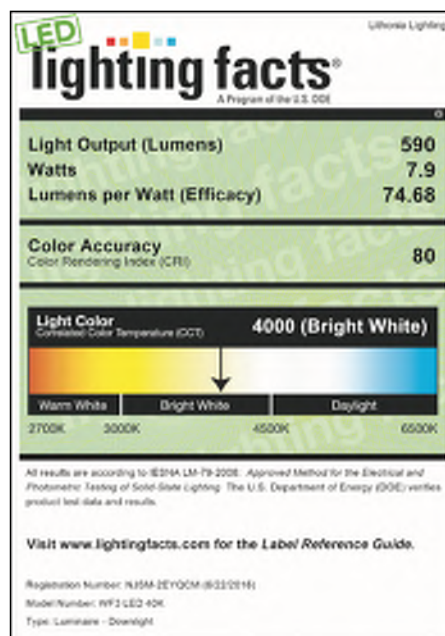 Lithonia Lighting
LED
lighting facts®
A Program of the U.S. DOE
Light Output (Lumens) 590
Watts 7.9
Lumens per Watt (Efficacy) 74.68
Color Accuracy 80
Color Rendering Index (CRI)
Light Color 4000 (Bright White)
Correlated Color Temperature (CCT)
Warm White Bright White Daylight
2700K 3000K 4500K 6500K
All results are according to IESNA LM-79-2008: Approved Method for the Electrical and
Photometric Testing of Solid-State Lighting. The U.S. Department of Energy (DOE) verifies
product test data and results.
Visit www.lightingfacts.com for the Label Reference Guide.
Registration Number: NJSM-2EYQCM (6/22/2016)
Model Number: WF3 LED 40K
Type: Luminaire - Downlight